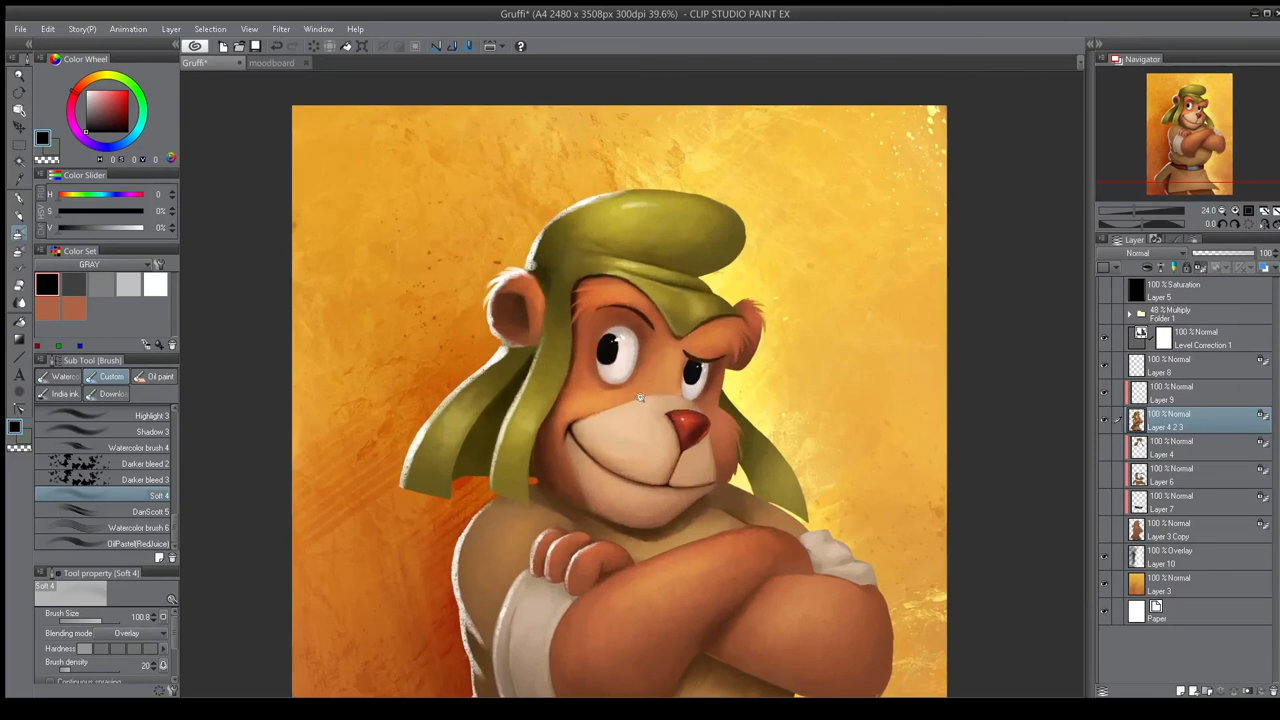 Gruffi* (A4 2480 x 3508px 300dpi 39.6%) - CLIP STUDIO PAINT EX
File Edit Story(P) Animation Layer Selection View Filter Window Help
Gruffi* moodboard
Color Wheel
H 0 S 0 V 0
Color Slider
H 0
S 0%
V 0%
Color Set
GRAY
Sub Tool [Brush]
Waterco Custom Oil paint
India ink Downlo
Highlight 3
Shadow 3
Watercolor brush 4
Darker bleed 2
Darker bleed 3
Soft 4
DanScott 5
Watercolor brush 6
OilPastel(RedJuice)
Tool property [Soft 4]
Soft 4
Brush Size 100.8
Blending mode Overlay
Hardness
Brush density 20
Continuous spraying
Navigator
24.0
0.0
Layer
Normal 100
100 % Saturation
Layer 5
48 % Multiply
Folder 1
100 % Normal
Level Correction 1
100 % Normal
Layer 8
100 % Normal
Layer 9
100 % Normal
Layer 4 2 3
100 % Normal
Layer 4
100 % Normal
Layer 6
100 % Normal
Layer 7
100 % Normal
Layer 3 Copy
100 % Overlay
Layer 10
100 % Normal
Layer 3
Paper